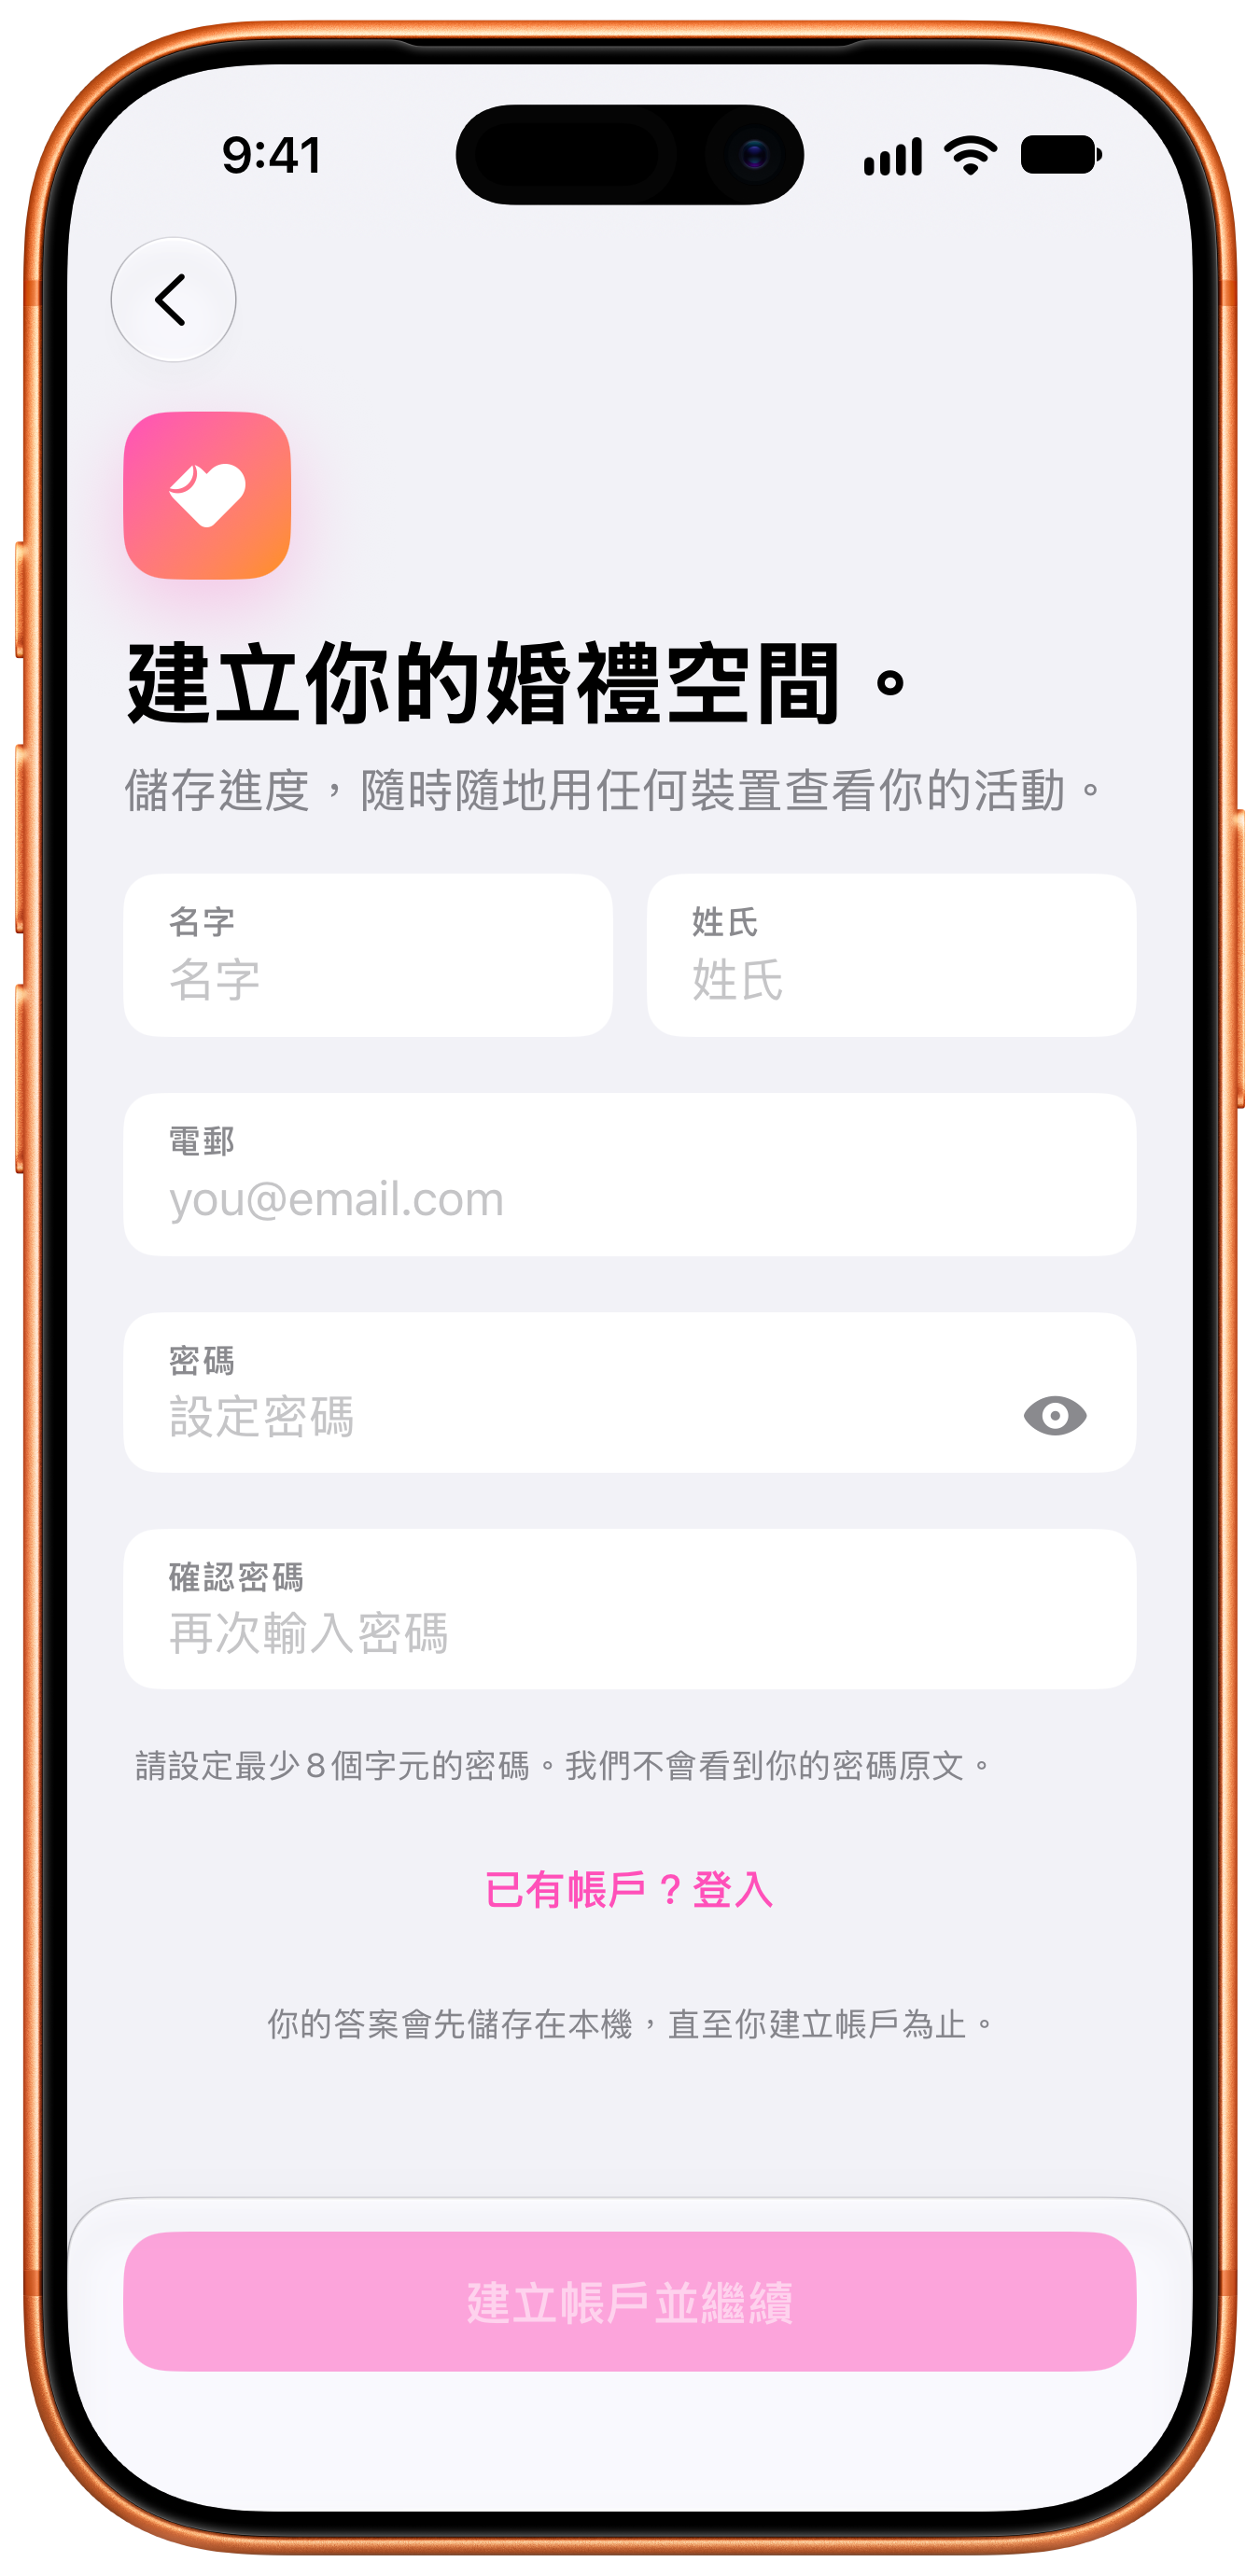 9:41
建立你的婚禮空間。
儲存進度，隨時隨地用任何裝置查看你的活動。
名字
名字
姓氏
姓氏
電郵
you@email.com
密碼
設定密碼
確認密碼
再次輸入密碼
請設定最少8個字元的密碼。我們不會看到你的密碼原文。
已有帳戶？登入
你的答案會先儲存在本機，直至你建立帳戶為止。
建立帳戶並繼續